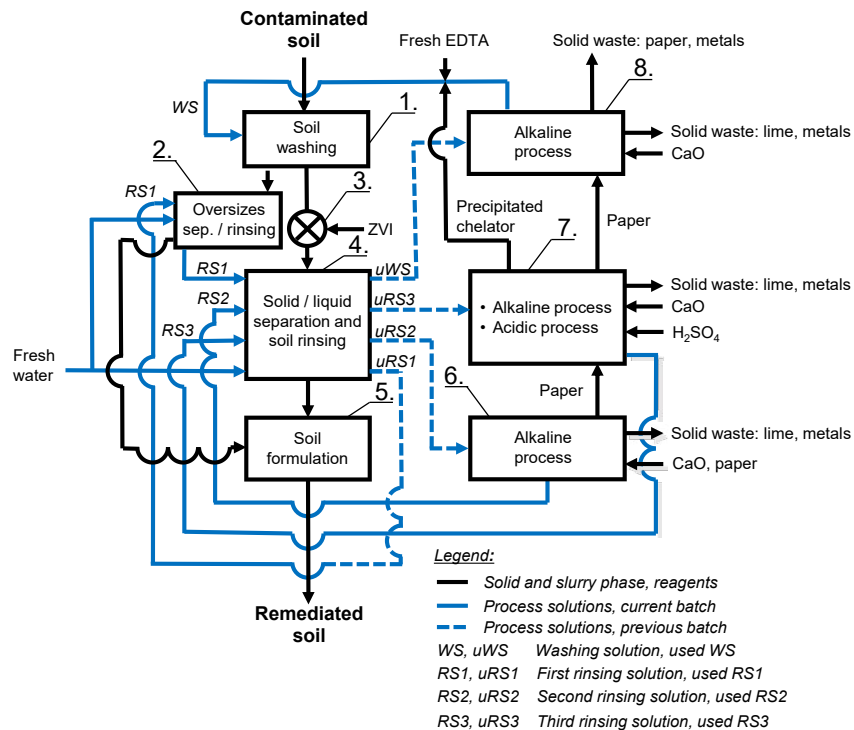 Contaminated
soil
Fresh EDTA
Solid waste: paper, metals
8.
WS
1.
Soil
washing
Alkaline
process
Solid waste: lime, metals
CaO
2.
RS1
3.
Oversizes
sep. / rinsing
ZVI
Precipitated
chelator
Paper
7.
4.
RS1
uWS
RS2
uRS3
Solid / liquid
separation and
soil rinsing
• Alkaline process
• Acidic process
Solid waste: lime, metals
CaO
H₂SO₄
RS3
uRS2
Fresh
water
uRS1
Paper
6.
5.
Soil
formulation
Alkaline
process
Solid waste: lime, metals
CaO, paper
Remediated
soil
Legend:
Solid and slurry phase, reagents
Process solutions, current batch
Process solutions, previous batch
WS, uWS Washing solution, used WS
RS1, uRS1 First rinsing solution, used RS1
RS2, uRS2 Second rinsing solution, used RS2
RS3, uRS3 Third rinsing solution, used RS3